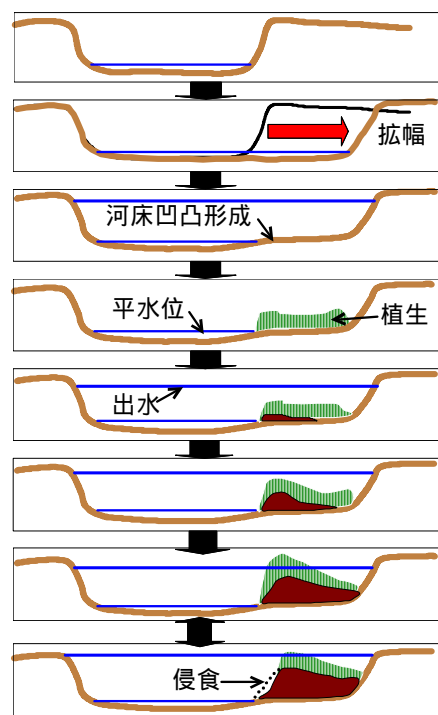 拡幅
河床凹凸形成
平水位
植生
出水
侵食